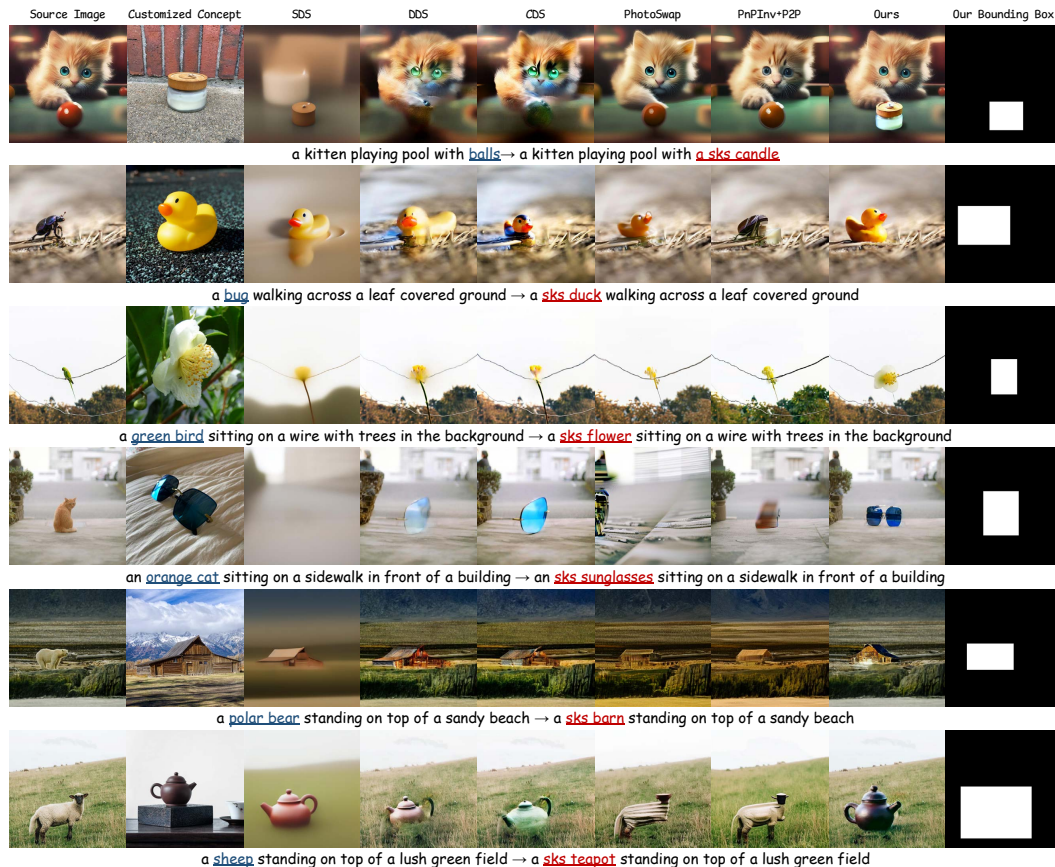 Source Image Customized Concept SDS DDS CDS PhotoSwap PnPInv+P2P Ours Our Bounding Box
a kitten playing pool with balls→ a kitten playing pool with a sks candle
a bug walking across a leaf covered ground → a sks duck walking across a leaf covered ground
a green bird sitting on a wire with trees in the background → a sks flower sitting on a wire with trees in the background
an orange cat sitting on a sidewalk in front of a building → an sks sunglasses sitting on a sidewalk in front of a building
a polar bear standing on top of a sandy beach → a sks barn standing on top of a sandy beach
a sheep standing on top of a lush green field → a sks teapot standing on top of a lush green field